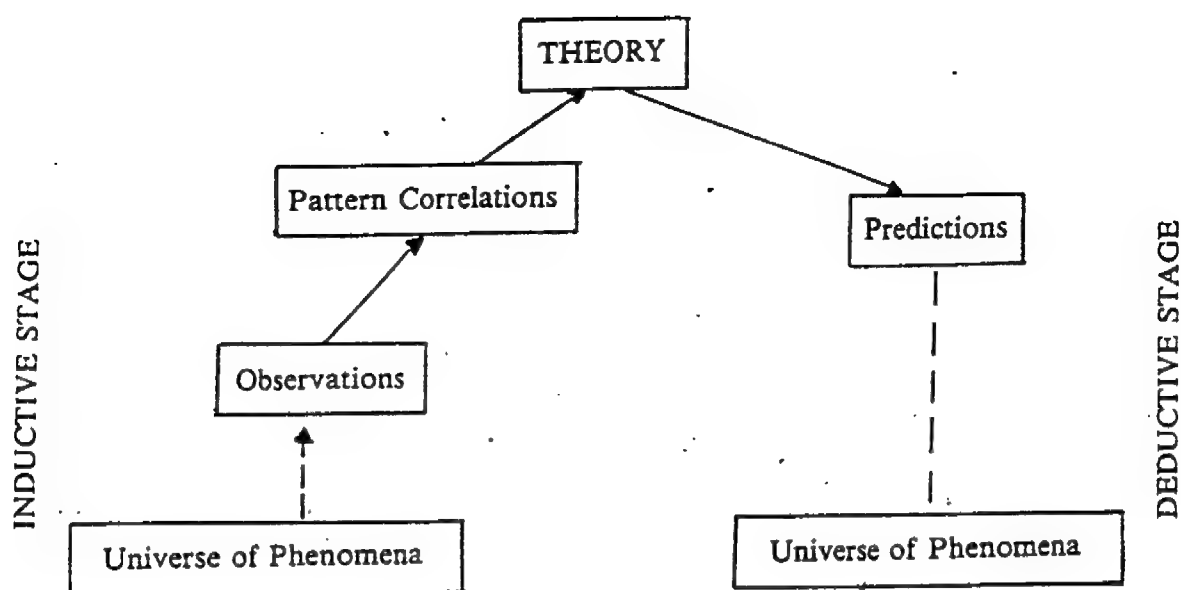 THEORY
Pattern Correlations
Predictions
INDUCTIVE STAGE
DEDUCTIVE STAGE
Observations
Universe of Phenomena
Universe of Phenomena